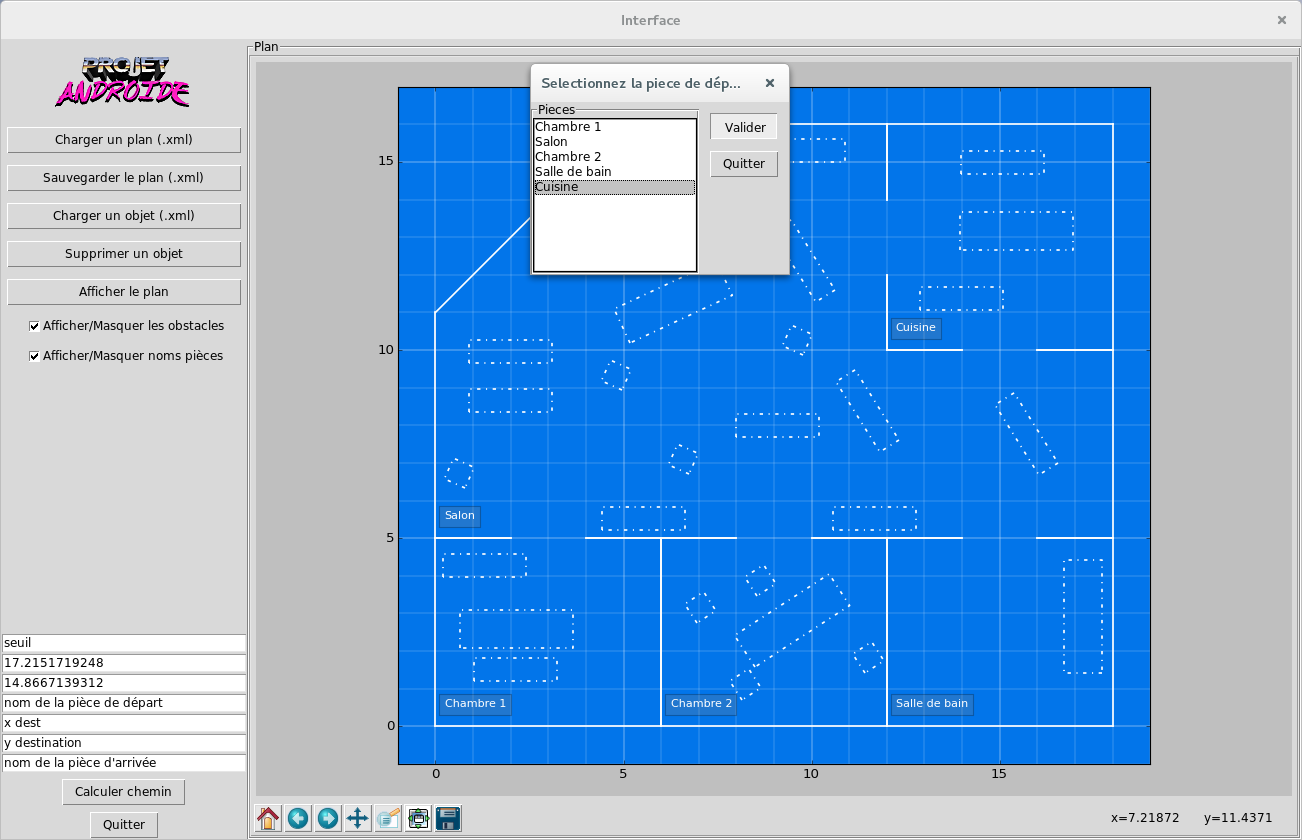 Interface
PROJET
ANDROIDE
Charger un plan (.xml)
Sauvegarder le plan (.xml)
Charger un objet (.xml)
Supprimer un objet
Afficher le plan
Afficher/Masquer les obstacles
Afficher/Masquer noms pièces
seuil
17.2151719248
14.8667139312
nom de la pièce de départ
x dest
y destination
nom de la pièce d'arrivée
Calculer chemin
Quitter
Plan
Selectionnez la piece de dép...
Pieces
Chambre 1
Salon
Chambre 2
Salle de bain
Cuisine
Valider
Quitter
15
10
5
0
Cuisine
Salon
Chambre 1
Chambre 2
Salle de bain
0 5 10 15
x=7.21872 y=11.4371